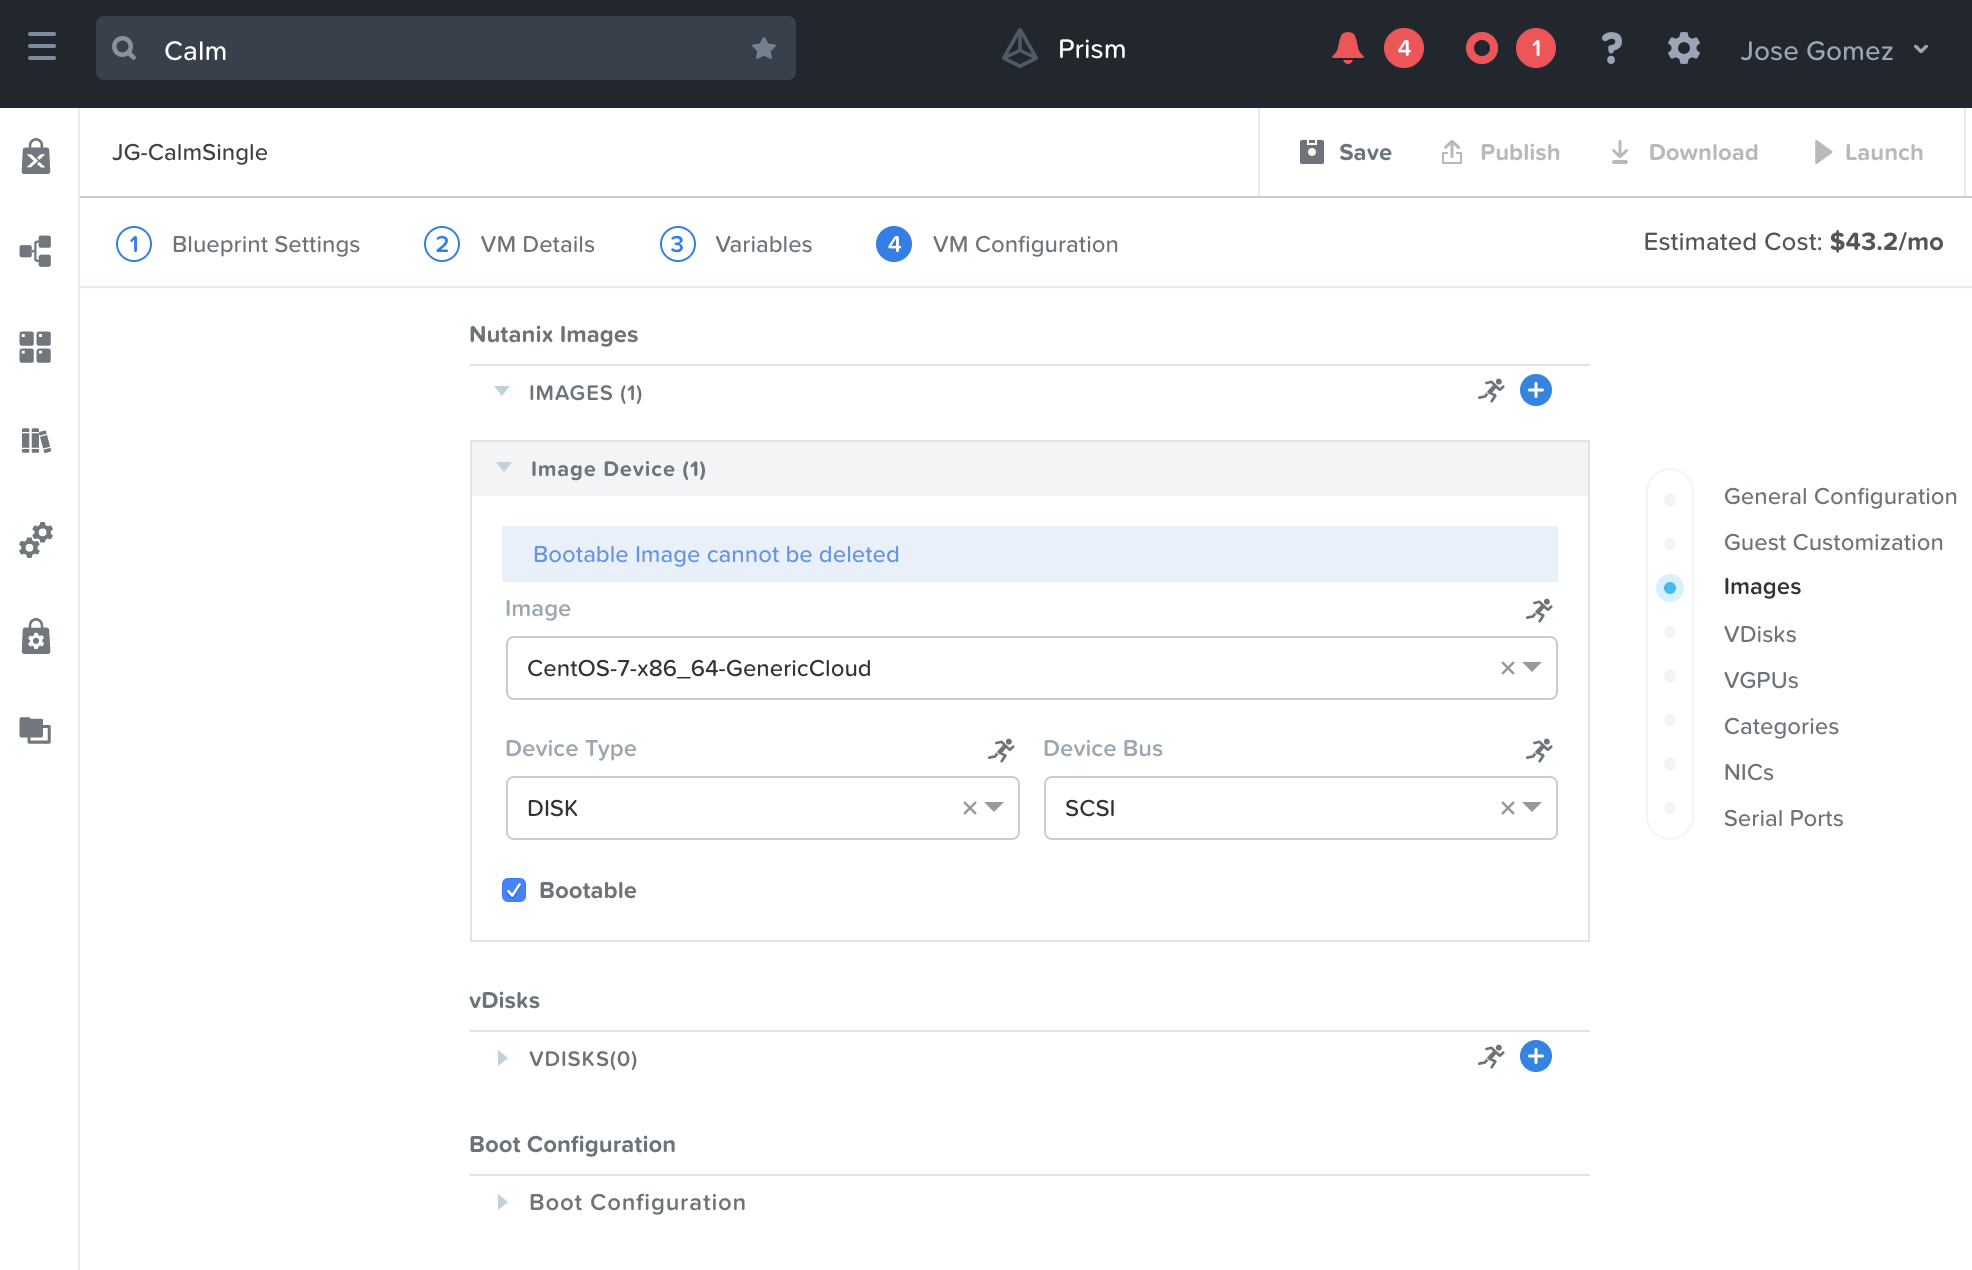 Calm
Prism
4
1
?
Jose Gomez
JG-CalmSingle
Save
Publish
Download
Launch
1 Blueprint Settings
2 VM Details
3 Variables
4 VM Configuration
Estimated Cost: $43.2/mo
Nutanix Images
IMAGES (1)
Image Device (1)
Bootable Image cannot be deleted
Image
CentOS-7-x86_64-GenericCloud
Device Type
Device Bus
DISK
SCSI
Bootable
vDisks
VDISKS(0)
Boot Configuration
Boot Configuration
General Configuration
Guest Customization
Images
VDisks
VGPUs
Categories
NICs
Serial Ports